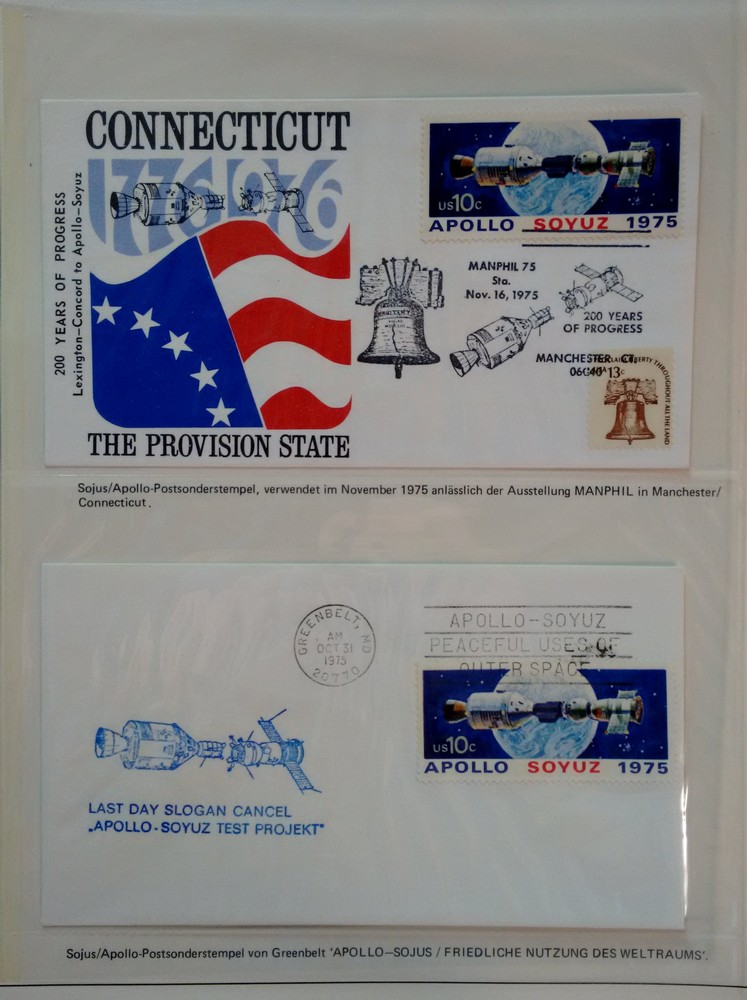 CONNECTICUT
1776 1976
200 YEARS OF PROGRESS
Lexington-Concord to Apollo-Soyuz
US10c
APOLLO SOYUZ 1975
MANPHIL 75
Sta.
Nov. 16, 1975
200 YEARS
OF PROGRESS
MANCHESTER CT.
06040
13c
LIBERTY THROUGHOUT ALL THE LAND
THE PROVISION STATE
Sojus/Apollo-Postsonderstempel, verwendet im November 1975 anlässlich der Ausstellung MANPHIL in Manchester/
Connecticut.
GREENBELT, MD
AM
OCT 31
1975
20770
APOLLO-SOYUZ
PEACEFUL USES OF
OUTER SPACE
US10c
APOLLO SOYUZ 1975
LAST DAY SLOGAN CANCEL
„APOLLO-SOYUZ TEST PROJEKT"
Sojus/Apollo-Postsonderstempel von Greenbelt 'APOLLO—SOJUS / FRIEDLICHE NUTZUNG DES WELTRAUMS'.